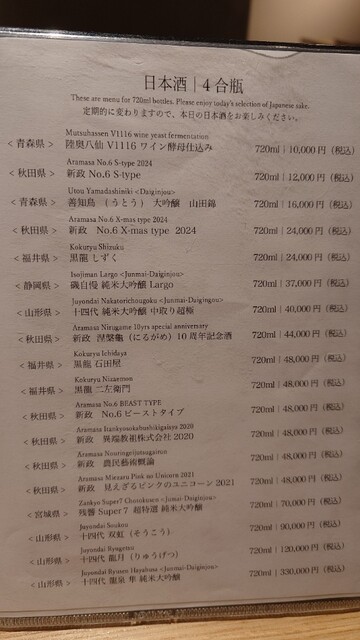 日本酒 | 4合瓶
These are menu for 720ml bottles. Please enjoy today's selection of Japanese sake.
定期的に変わりますので、本日の日本酒をお楽しみください。
Mutsuhassen V1116 wine yeast fermentation
<青森県> 陸奥八仙 V1116 ワイン酵母仕込み 720ml | 10,000円 (税込)
Aramasa No.6 S-type 2024
<秋田県> 新政 No.6 S-type 720ml | 12,000円 (税込)
Utou Yamadanishiki <Daiginjou>
<青森県> 善知鳥 (うとう) 大吟醸 山田錦 720ml | 16,000円 (税込)
Aramasa No.6 X-mas type 2024
<秋田県> 新政 No.6 X-mas type 2024 720ml | 24,000円 (税込)
Kokuryu Shizuku
<福井県> 黒龍 しずく 720ml | 24,000円 (税込)
Isojiman Largo <Junmai-Daiginjou>
<静岡県> 磯自慢 純米大吟醸 Largo 720ml | 37,000円 (税込)
Juyondai Nakatorichougoku <Junmai-Daiginjou>
<山形県> 十四代 純米大吟醸 中取り超極 720ml | 40,000円 (税込)
Aramasa Nirugame 10yrs special anniversary
<秋田県> 新政 涅槃龜 (にるがめ) 10周年記念酒 720ml | 44,000円 (税込)
Kokuryu Ichidaya
<福井県> 黒龍 石田屋 720ml | 48,000円 (税込)
Kokuryu Nizaemon
<福井県> 黒龍 二左衛門 720ml | 48,000円 (税込)
Aramasa No.6 BEAST TYPE
<秋田県> 新政 No.6 ビーストタイプ 720ml | 48,000円 (税込)
<秋田県> 新政 異端教祖株式会社 2020 720ml | 48,000円 (税込)
<秋田県> 新政 農民藝術概論 720ml | 48,000円 (税込)
Aramasa Miezaru Pink no Unicorn 2021
<秋田県> 新政 見えざるピンクのユニコーン 2021 720ml | 48,000円 (税込)
Zankyo Super7 Chotokusen <Junmai-Daiginjou>
<宮城県> 残響 Super 7 超特選 純米大吟醸 720ml | 70,000円 (税込)
Juyondai Soukou
<山形県> 十四代 双虹 (そうこう) 720ml | 90,000円 (税込)
Juyondai Ryugetsu
<山形県> 十四代 龍月 (りゅうげつ) 720ml | 120,000円 (税込)
Juyondai Ryusen Hayabusa <Junmai-Daiginjou>
<山形県> 十四代 龍泉 隼 純米大吟醸 720ml | 330,000円 (税込)